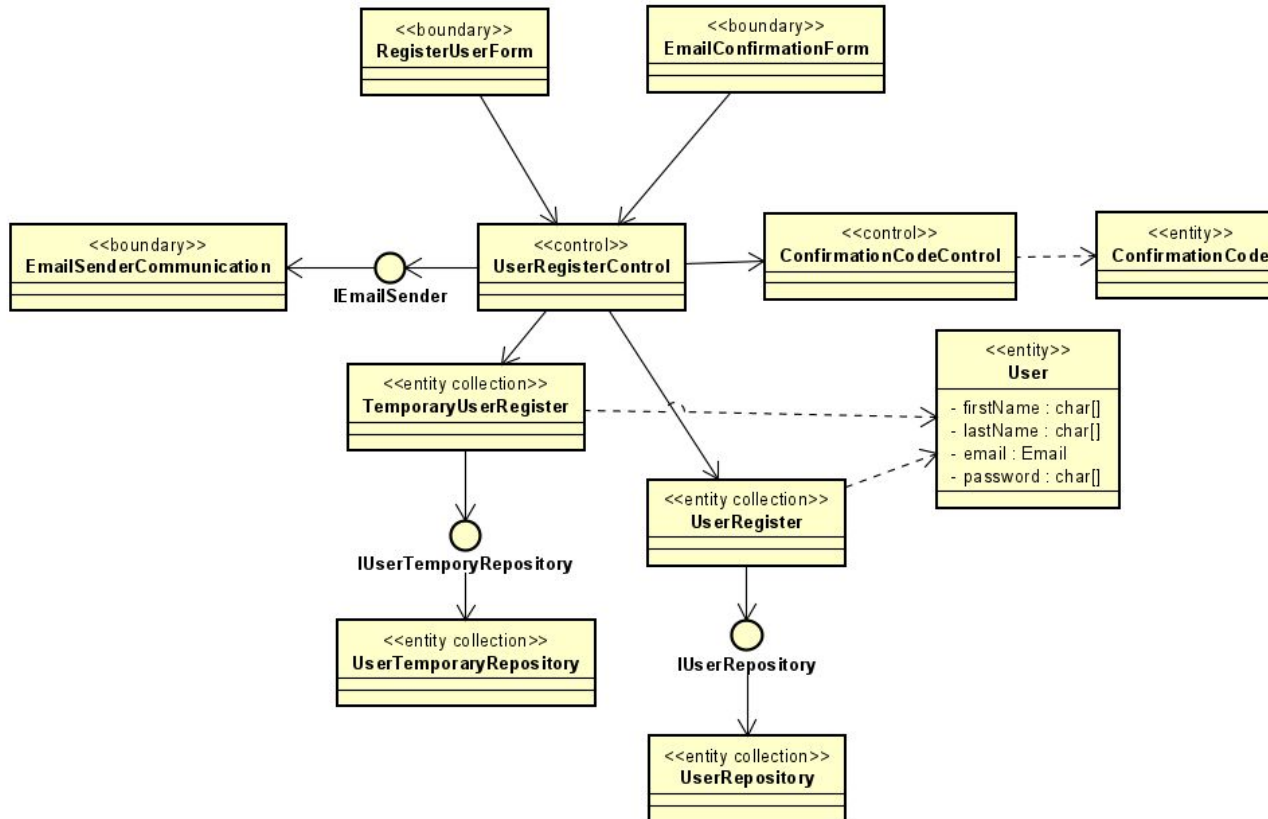 <<boundary>>
RegisterUserForm
<<boundary>>
EmailConfirmationForm
<<boundary>>
EmailSenderCommunication
IEmailSender
<<control>>
UserRegisterControl
<<control>>
ConfirmationCodeControl
<<entity>>
ConfirmationCode
<<entity collection>>
TemporaryUserRegister
<<entity>>
User
- firstName : char[]
- lastName : char[]
- email : Email
- password : char[]
<<entity collection>>
UserRegister
IUserTemporyRepository
<<entity collection>>
UserTemporaryRepository
IUserRepository
<<entity collection>>
UserRepository